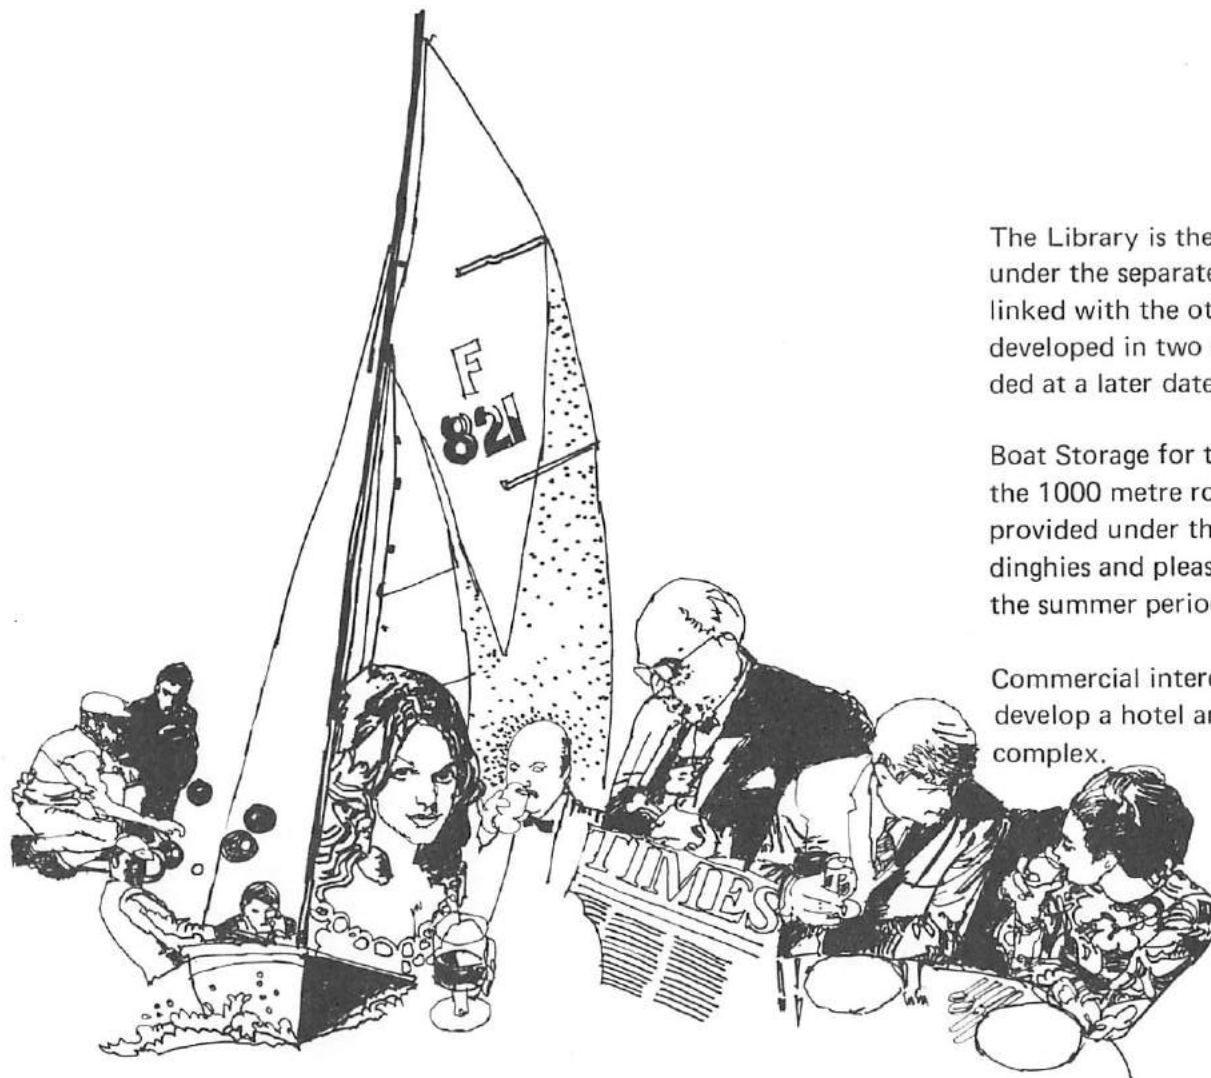 The Library is the
under the separate
linked with the ot
developed in two
ded at a later date
Boat Storage for t
the 1000 metre ro
provided under th
dinghies and pleas
the summer perio
Commercial inter
develop a hotel ar
complex.
F
821
TIMES